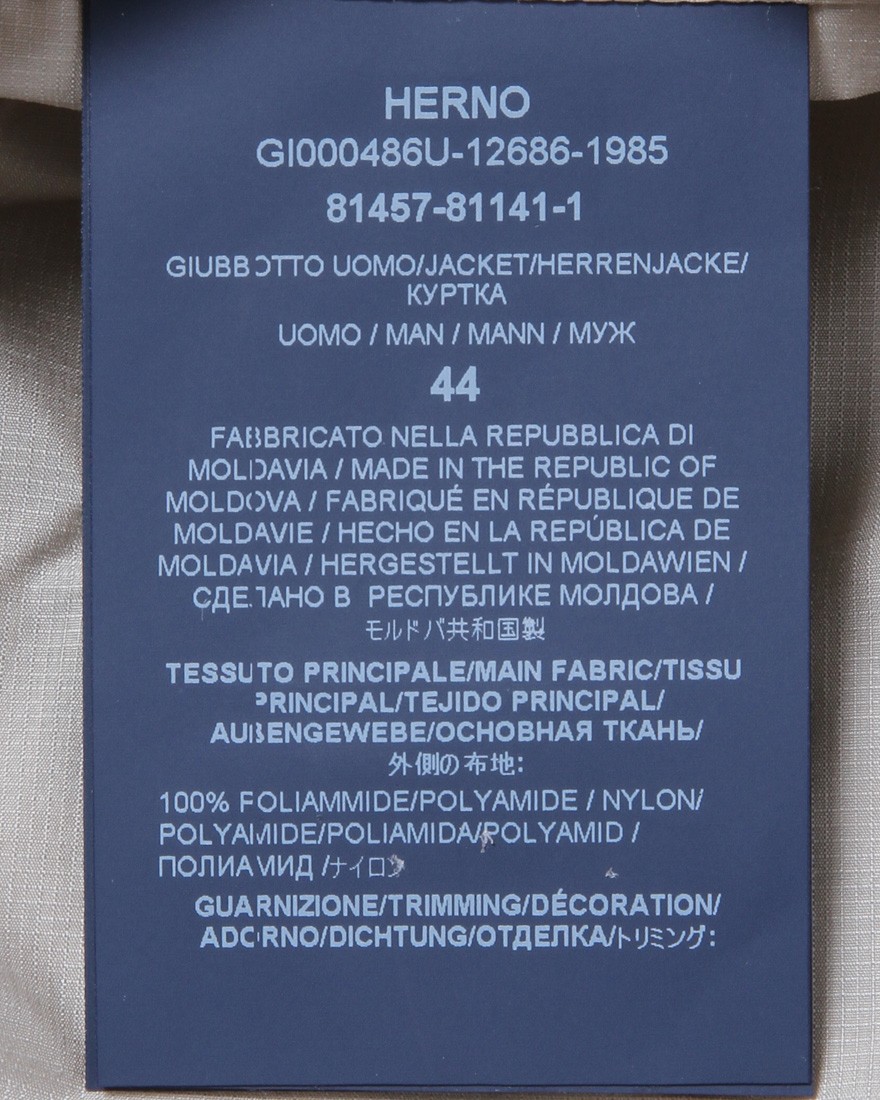 HERNO
GI000486U-12686-1985
81457-81141-1
GIUBBOTTO UOMO/JACKET/HERRENJACKE/
КУРТКА
UOMO / MAN / MANN / МУЖ
44
FABBRICATO NELLA REPUBBLICA DI
MOLDAVIA / MADE IN THE REPUBLIC OF
MOLDOVA / FABRIQUÉ EN RÉPUBLIQUE DE
MOLDAVIE / HECHO EN LA REPÚBLICA DE
MOLDAVIA / HERGESTELLT IN MOLDAWIEN /
СДЕЛАНО В РЕСПУБЛИКЕ МОЛДОВА /
モルドバ共和国製
TESSUTO PRINCIPALE/MAIN FABRIC/TISSU
PRINCIPAL/TEJIDO PRINCIPAL/
AUßENGEWEBE/ОСНОВНАЯ ТКАНЬ/
外側の布地:
100% POLIAMMIDE/POLYAMIDE / NYLON/
POLYAMIDE/POLIAMIDA/POLYAMID /
ПОЛИАМИД /ナイロン
GUARNIZIONE/TRIMMING/DÉCORATION/
ADORNO/DICHTUNG/ОТДЕЛКА/トリミング: